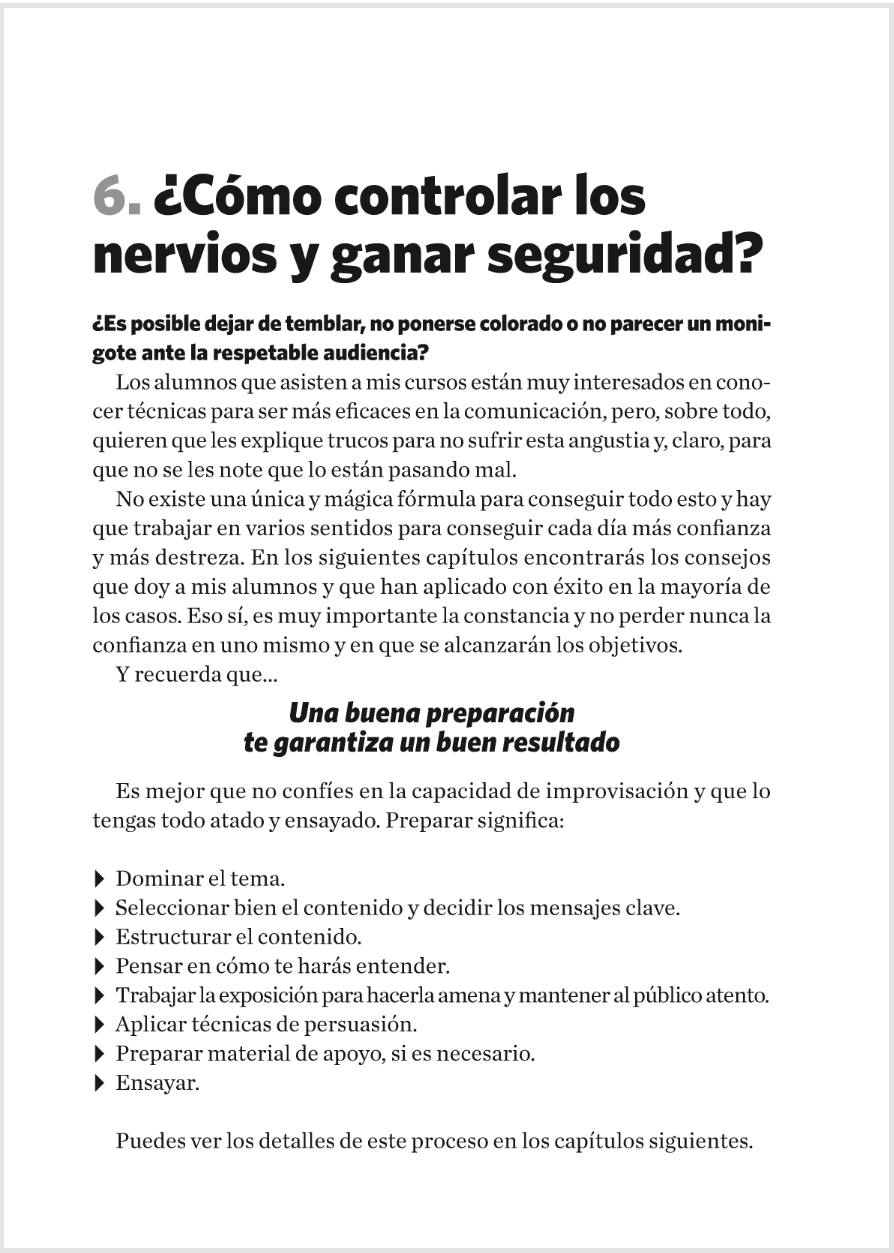 6. ¿Cómo controlar los
nervios y ganar seguridad?
¿Es posible dejar de temblar, no ponerse colorado o no parecer un moni-
gote ante la respetable audiencia?
Los alumnos que asisten a mis cursos están muy interesados en cono-
cer técnicas para ser más eficaces en la comunicación, pero, sobre todo,
quieren que les explique trucos para no sufrir esta angustia y, claro, para
que no se les note que lo están pasando mal.
No existe una única y mágica fórmula para conseguir todo esto y hay
que trabajar en varios sentidos para conseguir cada día más confianza
y más destreza. En los siguientes capítulos encontrarás los consejos
que doy a mis alumnos y que han aplicado con éxito en la mayoría de
los casos. Eso sí, es muy importante la constancia y no perder nunca la
confianza en uno mismo y en que se alcanzarán los objetivos.
Y recuerda que...
Una buena preparación
te garantiza un buen resultado
Es mejor que no confíes en la capacidad de improvisación y que lo
tengas todo atado y ensayado. Preparar significa:
Dominar el tema.
Seleccionar bien el contenido y decidir los mensajes clave.
Estructurar el contenido.
Pensar en cómo te harás entender.
Trabajar la exposición para hacerla amena y mantener al público atento.
Aplicar técnicas de persuasión.
Preparar material de apoyo, si es necesario.
Ensayar.
Puedes ver los detalles de este proceso en los capítulos siguientes.